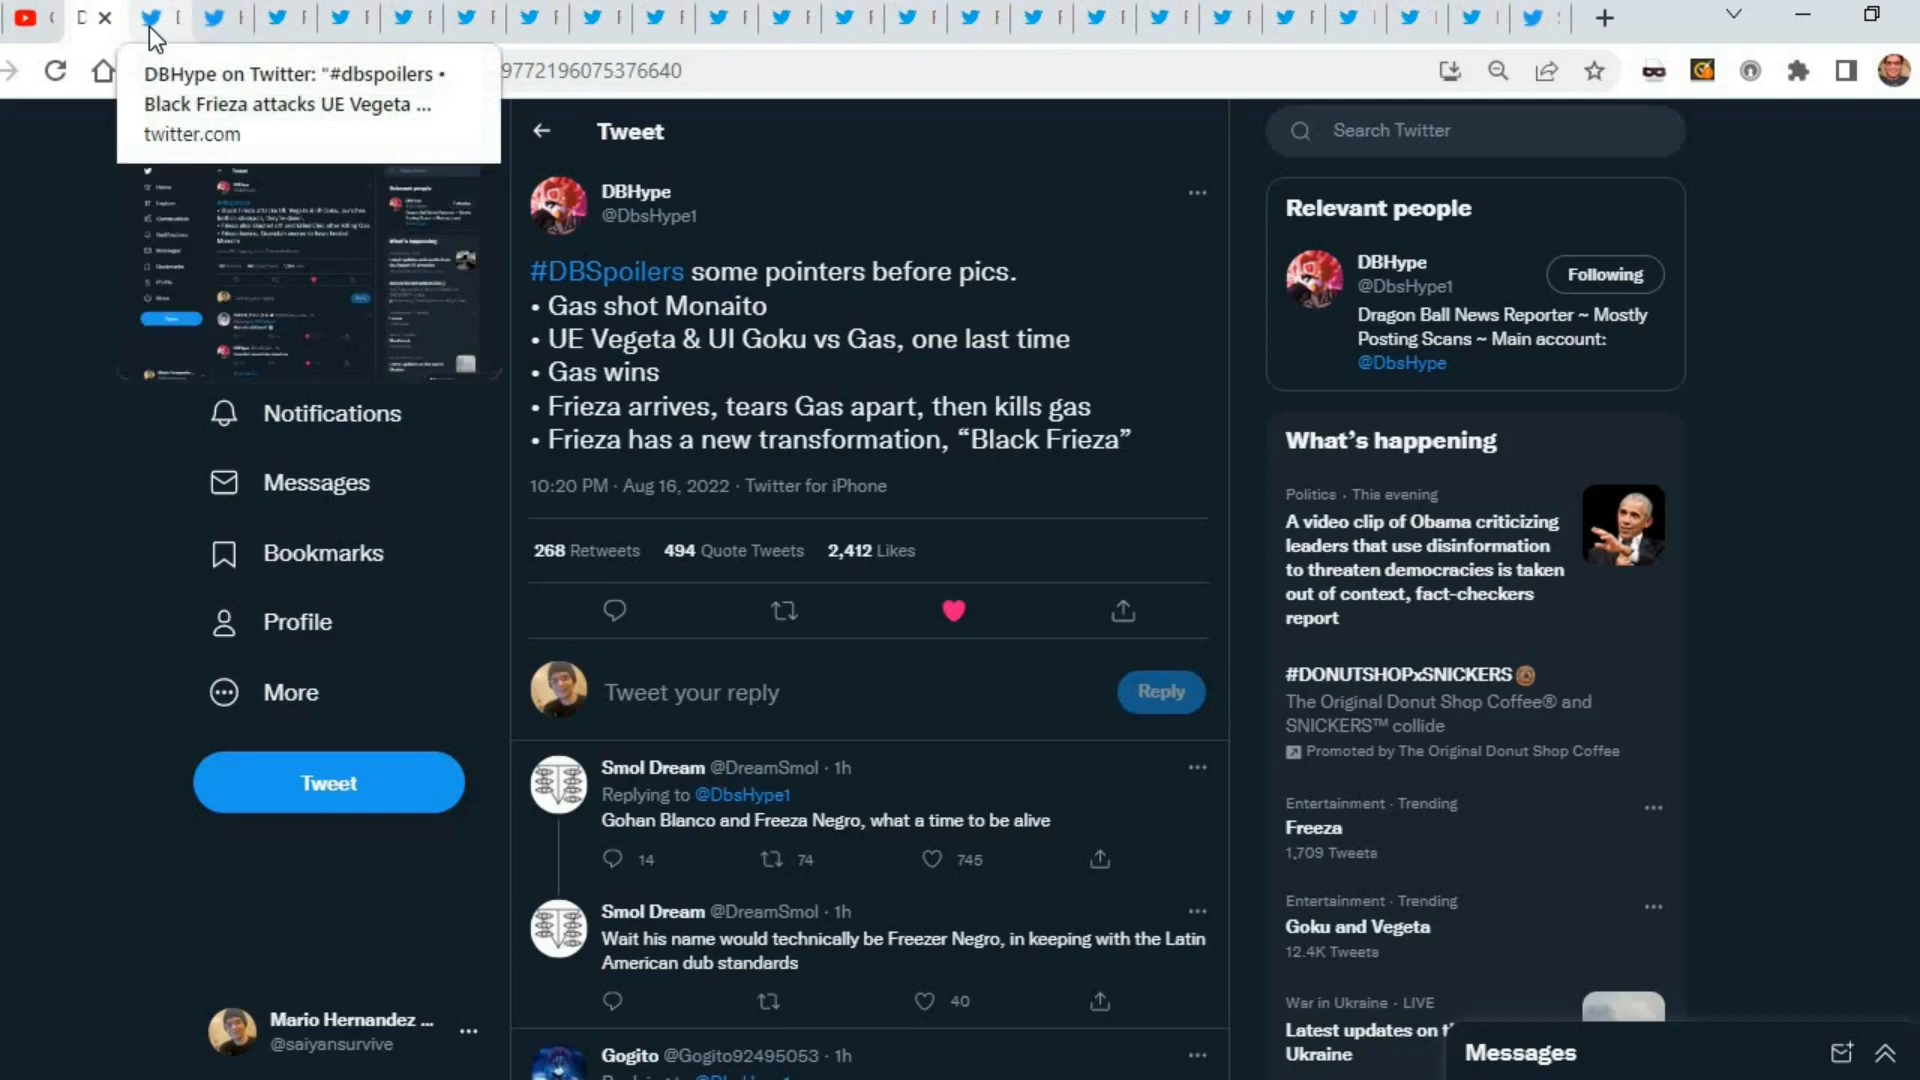 DBHype on Twitter: "#dbspoilers •
Black Frieza attacks UE Vegeta ...
twitter.com
9772196075376640
Tweet
DBHype
@DbsHype1
#DBSpoilers some pointers before pics.
• Gas shot Monaito
• UE Vegeta & UI Goku vs Gas, one last time
• Gas wins
• Frieza arrives, tears Gas apart, then kills gas
• Frieza has a new transformation, “Black Frieza”
10:20 PM · Aug 16, 2022 · Twitter for iPhone
268 Retweets 494 Quote Tweets 2,412 Likes
Tweet your reply
Reply
Smol Dream @DreamSmol · 1h
Replying to @DbsHype1
Gohan Blanco and Freeza Negro, what a time to be alive
14 74 745
Smol Dream @DreamSmol · 1h
Wait his name would technically be Freezer Negro, in keeping with the Latin
American dub standards
40
Gogito @Gogito92495053 · 1h
Notifications
Messages
Bookmarks
Profile
More
Tweet
Mario Hernandez ...
@saiyansurvive
Search Twitter
Relevant people
DBHype
@DbsHype1
Following
Dragon Ball News Reporter ~ Mostly
Posting Scans ~ Main account:
@DbsHype
What’s happening
Politics · This evening
A video clip of Obama criticizing
leaders that use disinformation
to threaten democracies is taken
out of context, fact-checkers
report
#DONUTSHOPxSNICKERS
The Original Donut Shop Coffee® and
SNICKERS™ collide
Promoted by The Original Donut Shop Coffee
Entertainment · Trending
Freeza
1,709 Tweets
Entertainment · Trending
Goku and Vegeta
12.4K Tweets
War in Ukraine · LIVE
Latest updates on
Ukraine
Messages